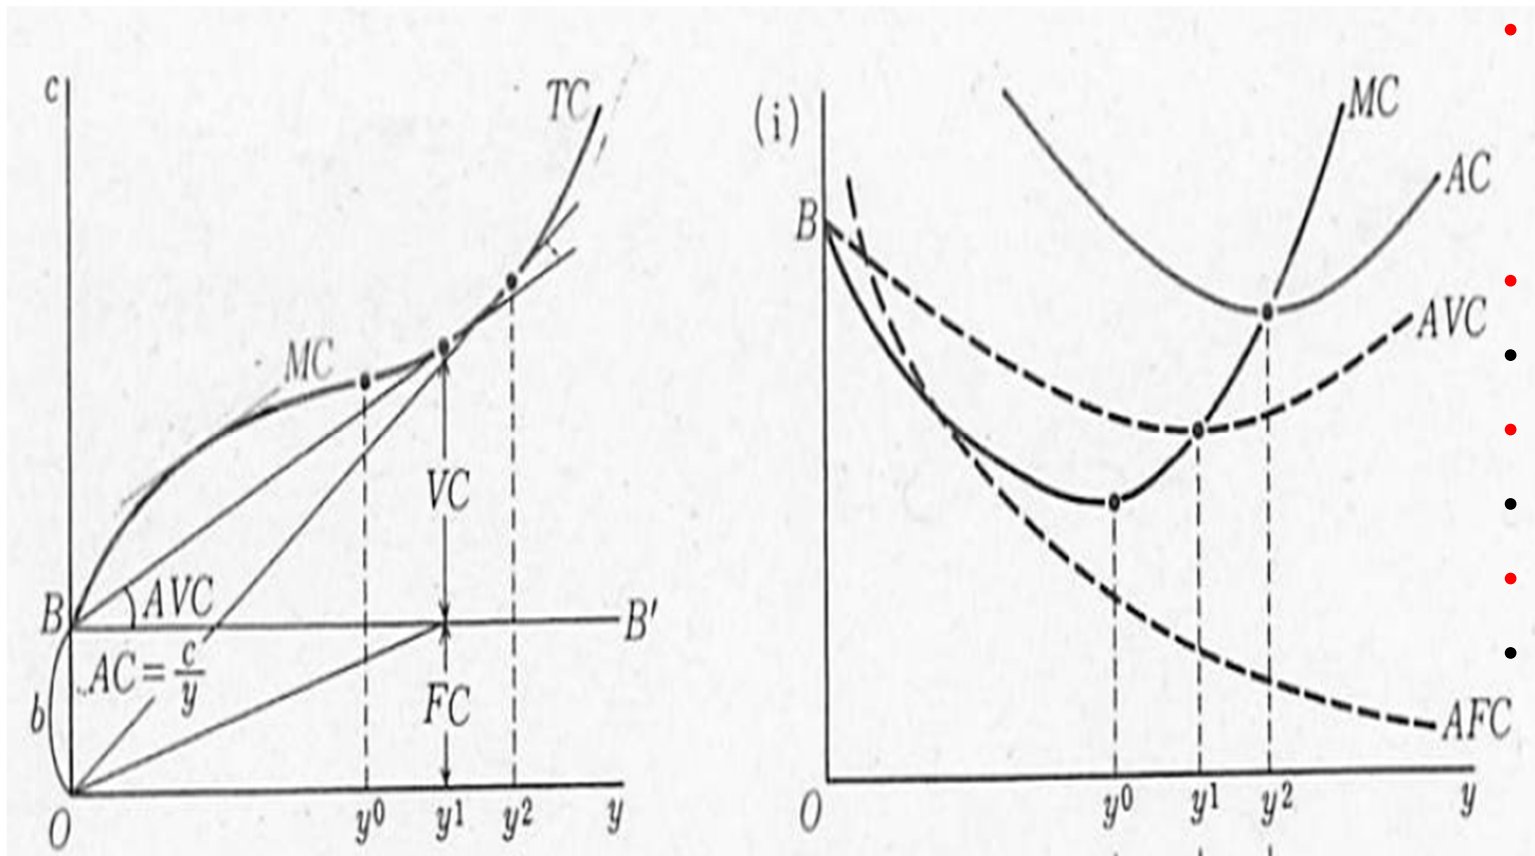 c
TC
MC
VC
B
AVC
B'
AC = c/y
b
FC
O
y⁰
y¹
y²
y
(i)
MC
AC
B
AVC
AFC
O
y⁰
y¹
y²
y